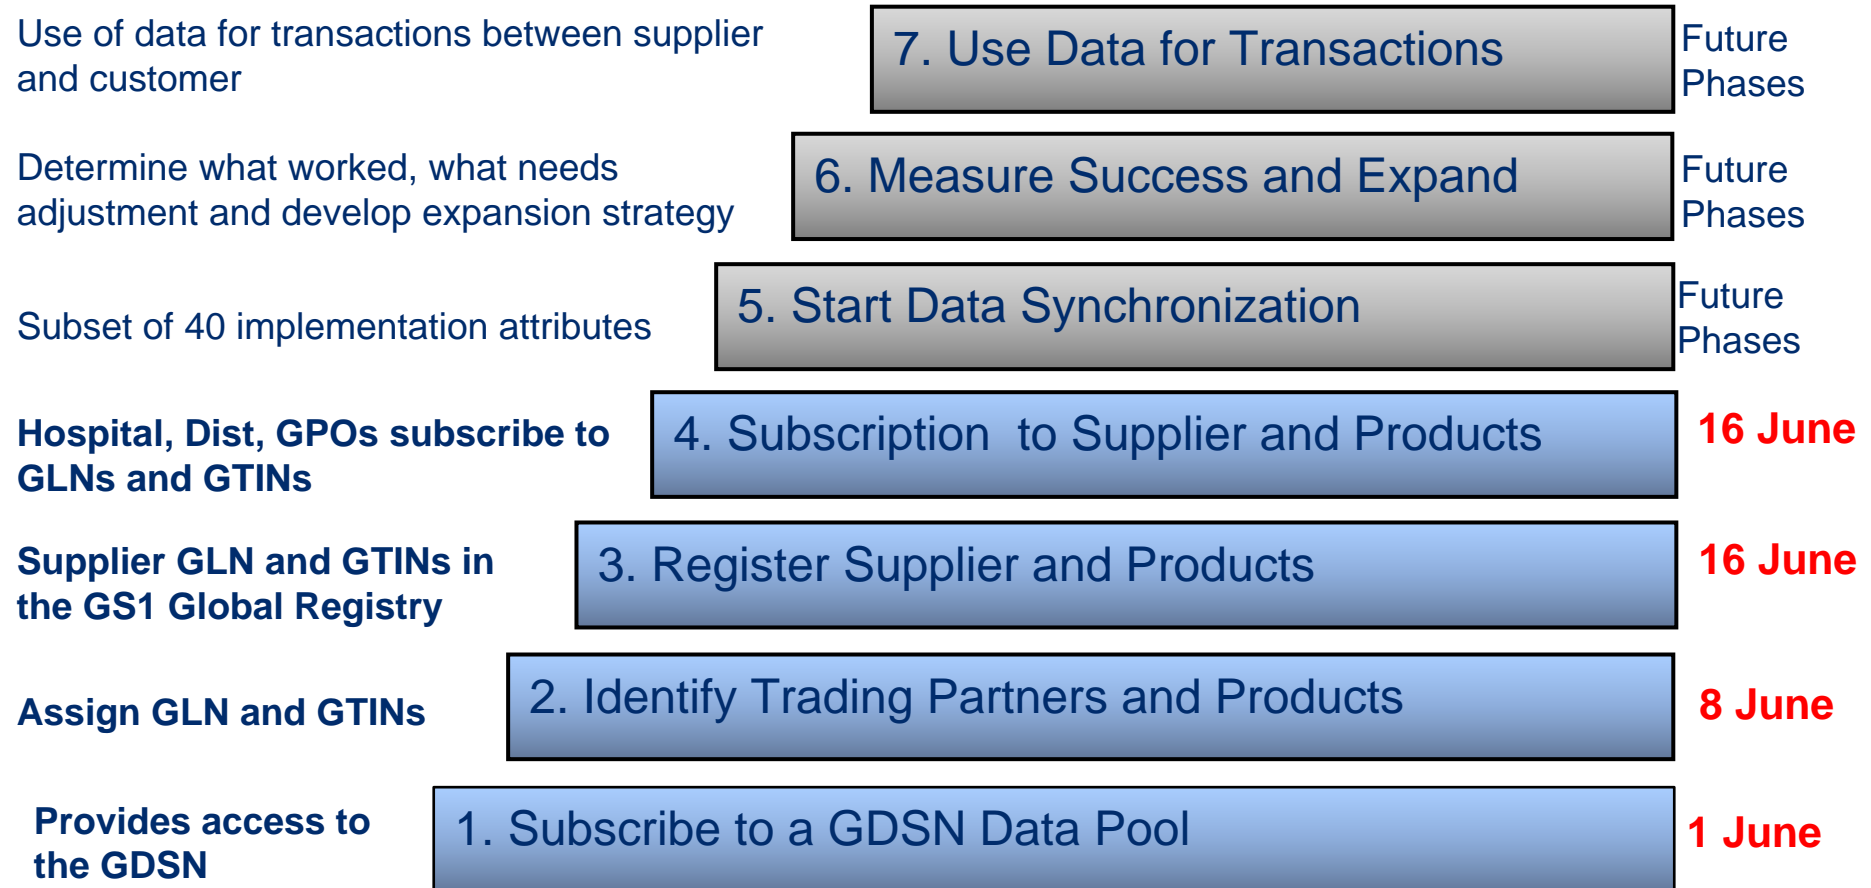 Use of data for transactions between supplier
and customer
7. Use Data for Transactions
Future
Phases
Determine what worked, what needs
adjustment and develop expansion strategy
6. Measure Success and Expand
Future
Phases
Subset of 40 implementation attributes
5. Start Data Synchronization
Future
Phases
Hospital, Dist, GPOs subscribe to
GLNs and GTINs
4. Subscription to Supplier and Products
16 June
Supplier GLN and GTINs in
the GS1 Global Registry
3. Register Supplier and Products
16 June
Assign GLN and GTINs
2. Identify Trading Partners and Products
8 June
Provides access to
the GDSN
1. Subscribe to a GDSN Data Pool
1 June